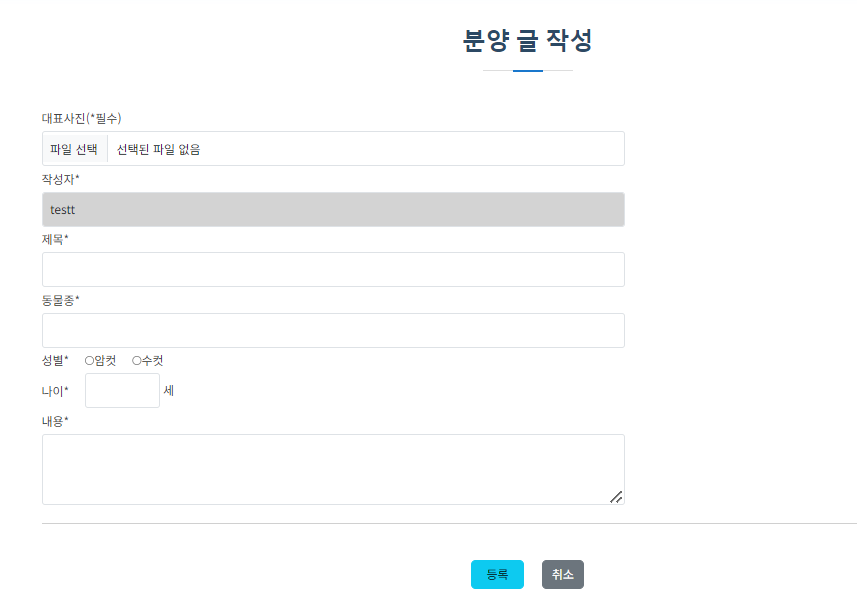 분양 글 작성
대표사진(*필수)
파일 선택 선택된 파일 없음
작성자*
testt
제목*
동물종*
성별* 암컷 수컷
나이* 세
내용*
등록 취소